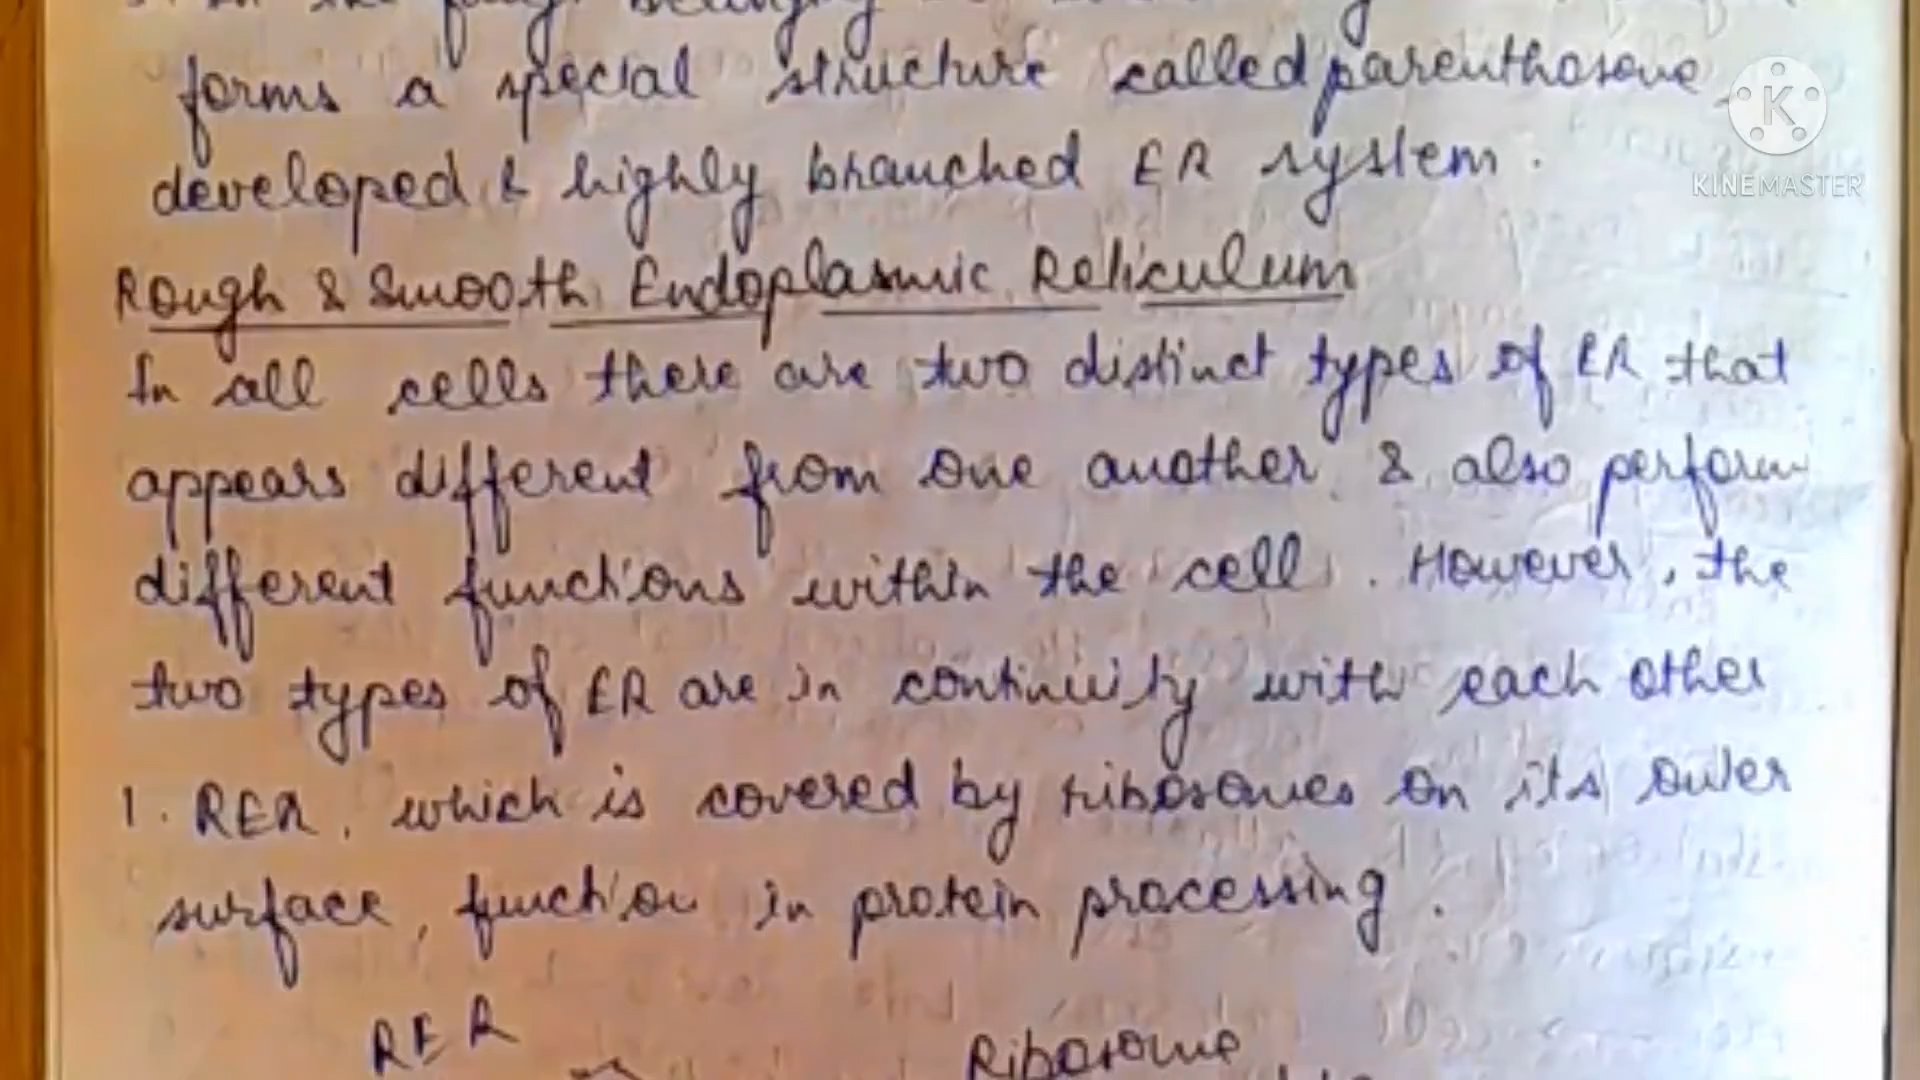 forms a special structure called parenthosome,
developed & highly branched ER system.
Rough & Smooth Endoplasmic Reticulum
In all cells there are two distinct types of ER that
appears different from one another & also perform
different functions within the cell. However, the
two types of ER are in continuity with each other
1. RER, which is covered by ribosomes on its outer
surface, function in protein processing.
RER
Ribosome
KINEMASTER